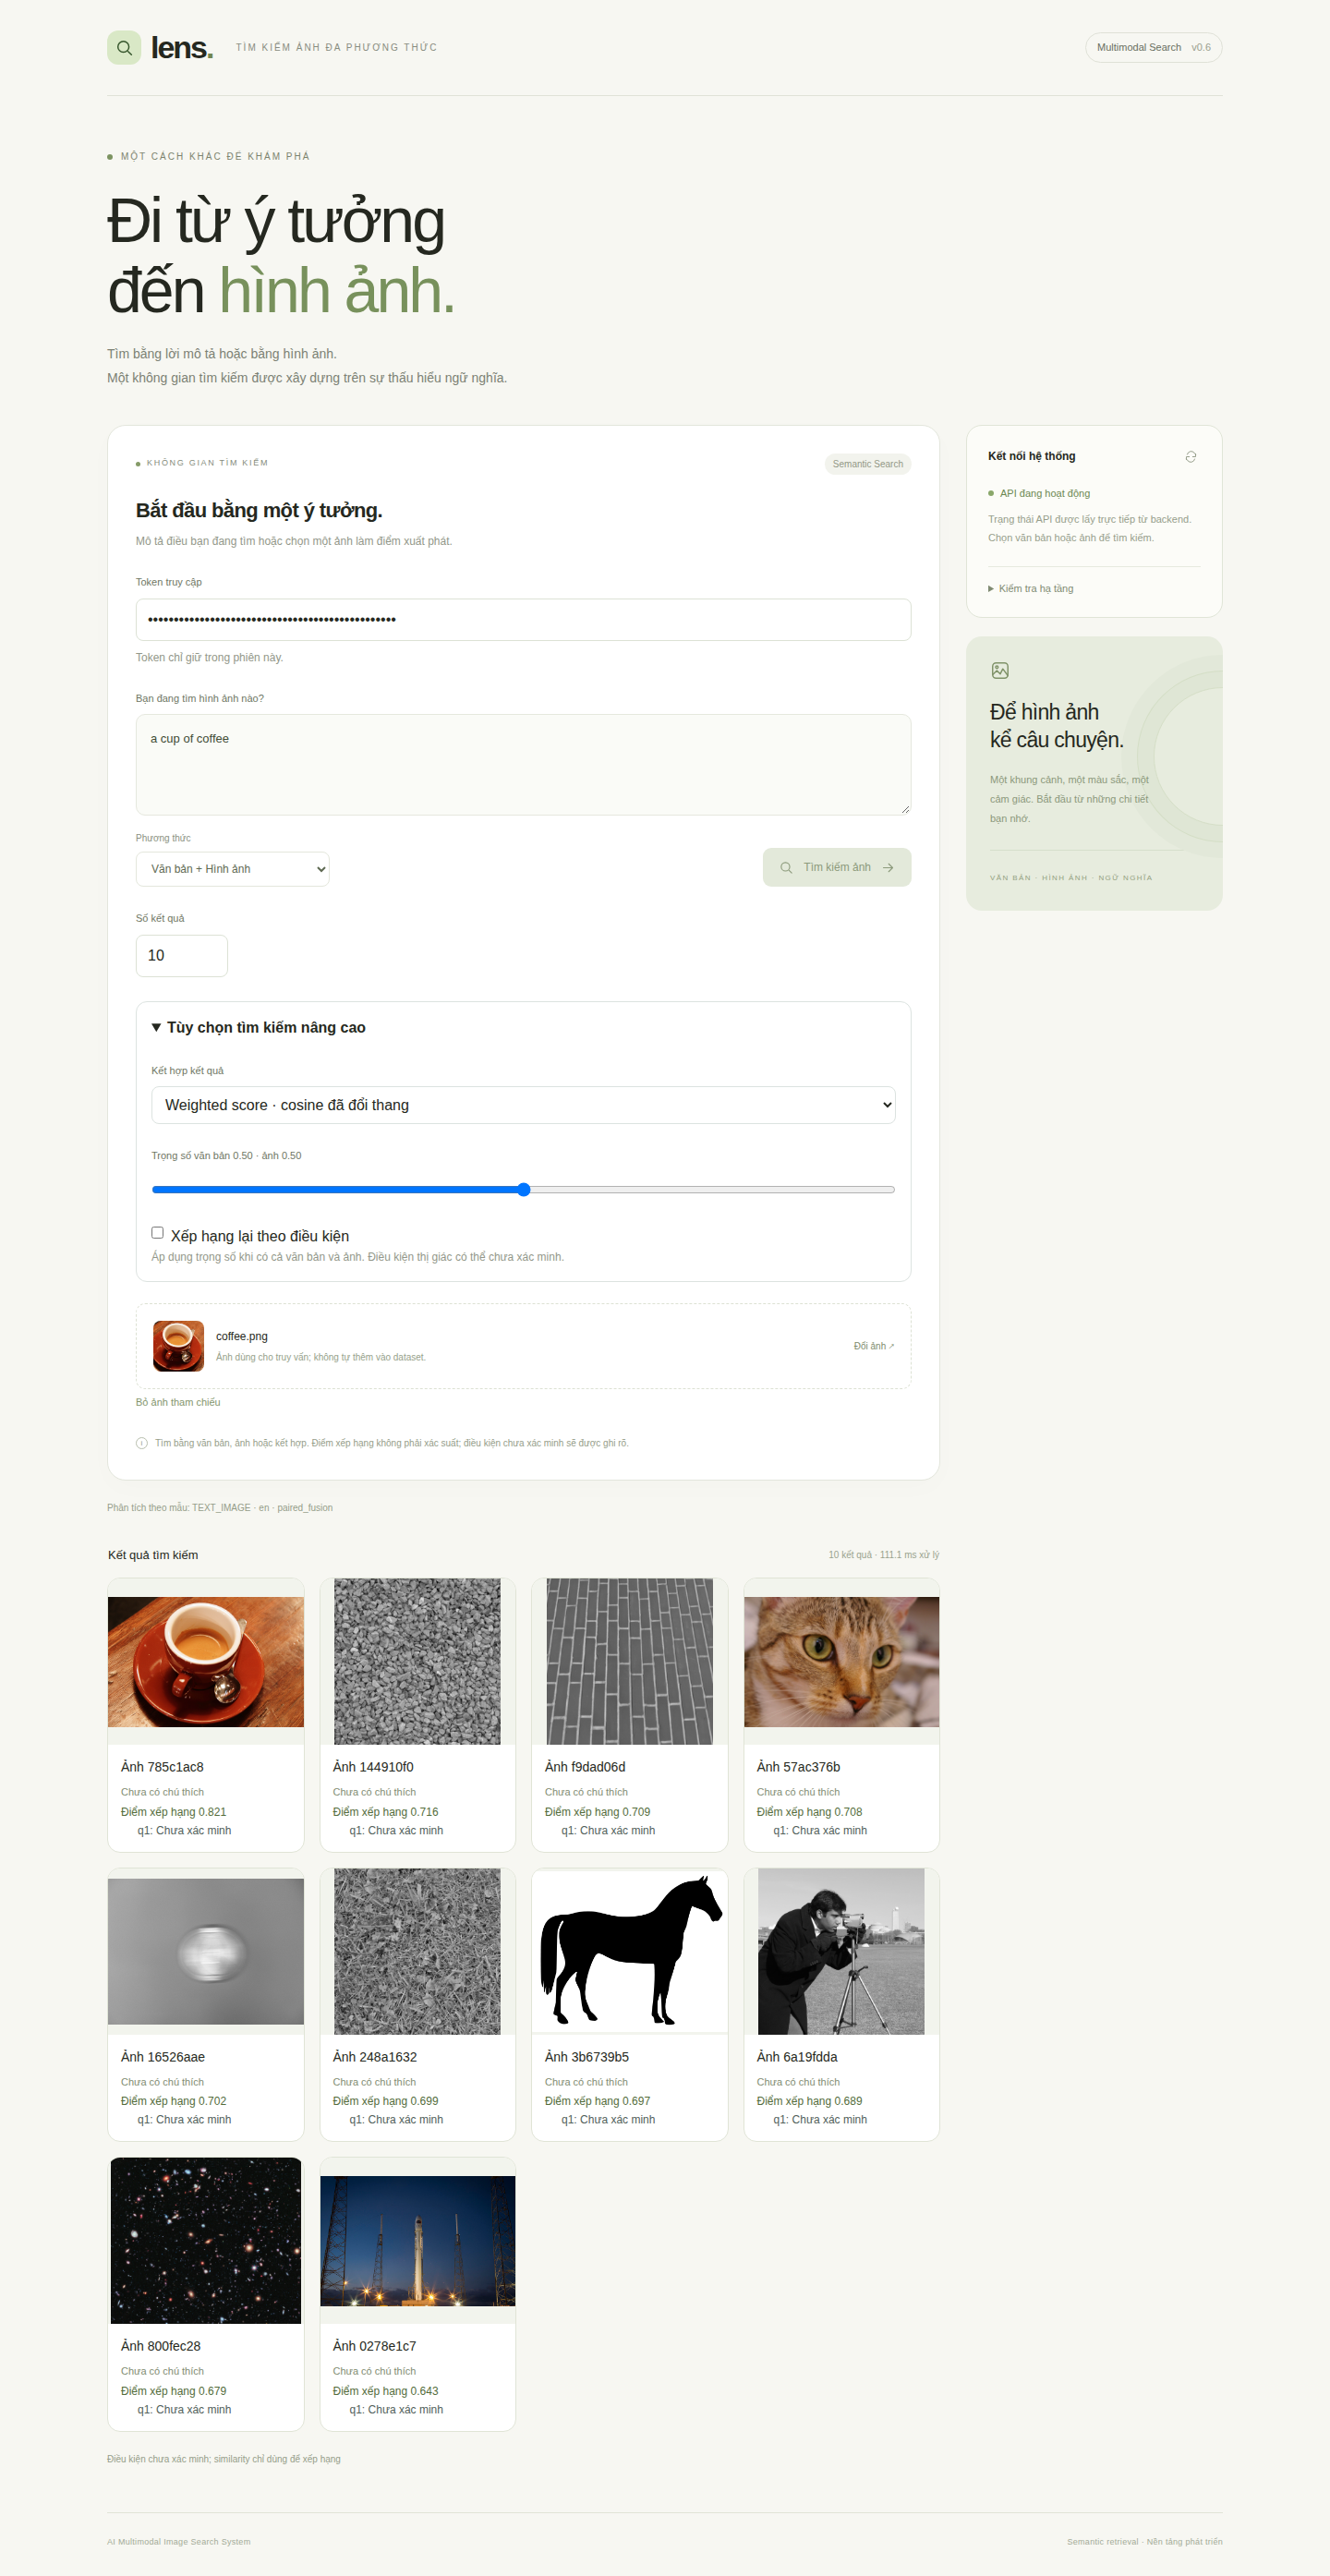 lens.
TÌM KIẾM ẢNH ĐA PHƯƠNG THỨC
Multimodal Search v0.6
MỘT CÁCH KHÁC ĐỂ KHÁM PHÁ
Đi từ ý tưởng
đến hình ảnh.
Tìm bằng lời mô tả hoặc bằng hình ảnh.
Một không gian tìm kiếm được xây dựng trên sự thấu hiểu ngữ nghĩa.
KHÔNG GIAN TÌM KIẾM
Semantic Search
Bắt đầu bằng một ý tưởng.
Mô tả điều bạn đang tìm hoặc chọn một ảnh làm điểm xuất phát.
Token truy cập
••••••••••••••••••••••••••••••••••••••••••••••••
Token chỉ giữ trong phiên này.
Bạn đang tìm hình ảnh nào?
a cup of coffee
Phương thức
Văn bản + Hình ảnh
Tìm kiếm ảnh
Số kết quả
10
Tùy chọn tìm kiếm nâng cao
Kết hợp kết quả
Weighted score · cosine đã đổi thang
Trọng số văn bản 0.50 · ảnh 0.50
Xếp hạng lại theo điều kiện
Áp dụng trọng số khi có cả văn bản và ảnh. Điều kiện thị giác có thể chưa xác minh.
coffee.png
Ảnh dùng cho truy vấn; không tự thêm vào dataset.
Đổi ảnh ↗
Bỏ ảnh tham chiếu
Tìm bằng văn bản, ảnh hoặc kết hợp. Điểm xếp hạng không phải xác suất; điều kiện chưa xác minh sẽ được ghi rõ.
Kết nối hệ thống
API đang hoạt động
Trạng thái API được lấy trực tiếp từ backend.
Chọn văn bản hoặc ảnh để tìm kiếm.
Kiểm tra hạ tầng
Để hình ảnh
kể câu chuyện.
Một khung cảnh, một màu sắc, một
cảm giác. Bắt đầu từ những chi tiết
bạn nhớ.
VĂN BẢN · HÌNH ẢNH · NGỮ NGHĨA
Phân tích theo mẫu: TEXT_IMAGE · en · paired_fusion
Kết quả tìm kiếm
10 kết quả · 111.1 ms xử lý
Ảnh 785c1ac8
Chưa có chú thích
Điểm xếp hạng 0.821
q1: Chưa xác minh
Ảnh 144910f0
Chưa có chú thích
Điểm xếp hạng 0.716
q1: Chưa xác minh
Ảnh f9dad06d
Chưa có chú thích
Điểm xếp hạng 0.709
q1: Chưa xác minh
Ảnh 57ac376b
Chưa có chú thích
Điểm xếp hạng 0.708
q1: Chưa xác minh
Ảnh 16526aae
Chưa có chú thích
Điểm xếp hạng 0.702
q1: Chưa xác minh
Ảnh 248a1632
Chưa có chú thích
Điểm xếp hạng 0.699
q1: Chưa xác minh
Ảnh 3b6739b5
Chưa có chú thích
Điểm xếp hạng 0.697
q1: Chưa xác minh
Ảnh 6a19fdda
Chưa có chú thích
Điểm xếp hạng 0.689
q1: Chưa xác minh
Ảnh 800fec28
Chưa có chú thích
Điểm xếp hạng 0.679
q1: Chưa xác minh
Ảnh 0278e1c7
Chưa có chú thích
Điểm xếp hạng 0.643
q1: Chưa xác minh
Điều kiện chưa xác minh; similarity chỉ dùng để xếp hạng
AI Multimodal Image Search System
Semantic retrieval · Nền tảng phát triển